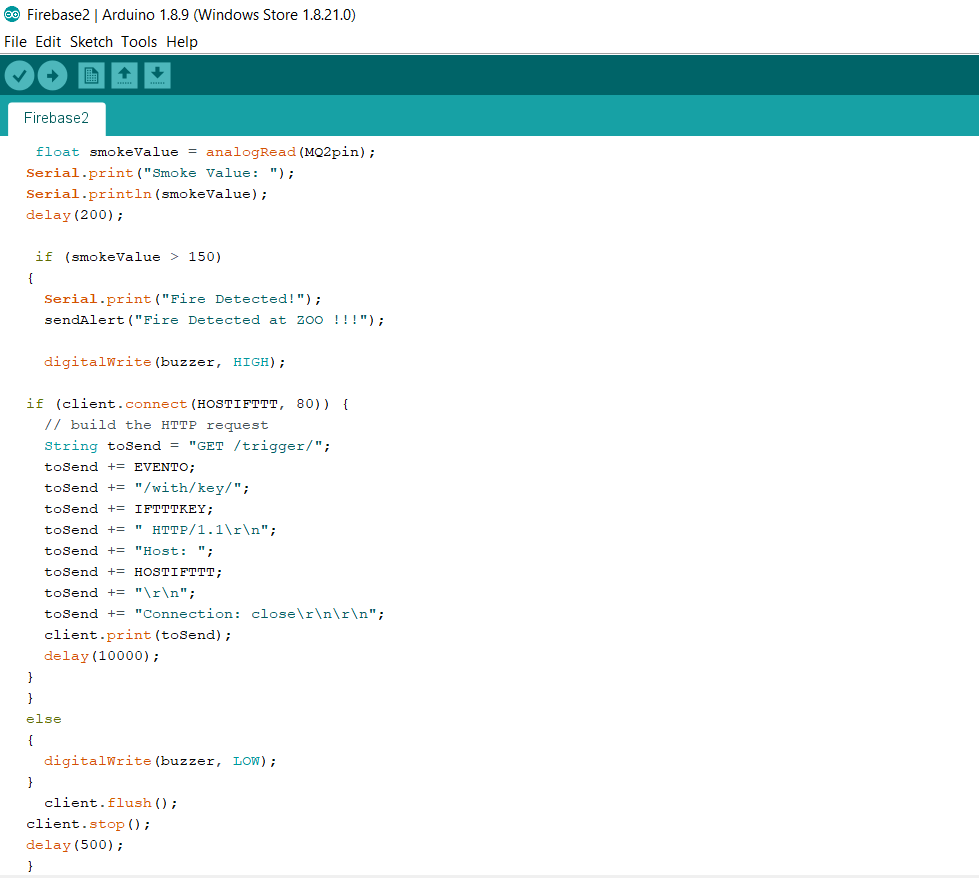 Firebase2 | Arduino 1.8.9 (Windows Store 1.8.21.0)
File Edit Sketch Tools Help
Firebase2
float smokeValue = analogRead(MQ2pin);
Serial.print("Smoke Value: ");
Serial.println(smokeValue);
delay(200);
if (smokeValue > 150)
{
Serial.print("Fire Detected!");
sendAlert("Fire Detected at ZOO !!!");
digitalWrite(buzzer, HIGH);
if (client.connect(HOSTIFTTT, 80)) {
// build the HTTP request
String toSend = "GET /trigger/";
toSend += EVENTO;
toSend += "/with/key/";
toSend += IFTTTKEY;
toSend += " HTTP/1.1\r\n";
toSend += "Host: ";
toSend += HOSTIFTTT;
toSend += "\r\n";
toSend += "Connection: close\r\n\r\n";
client.print(toSend);
delay(10000);
}
}
else
{
digitalWrite(buzzer, LOW);
}
client.flush();
client.stop();
delay(500);
}